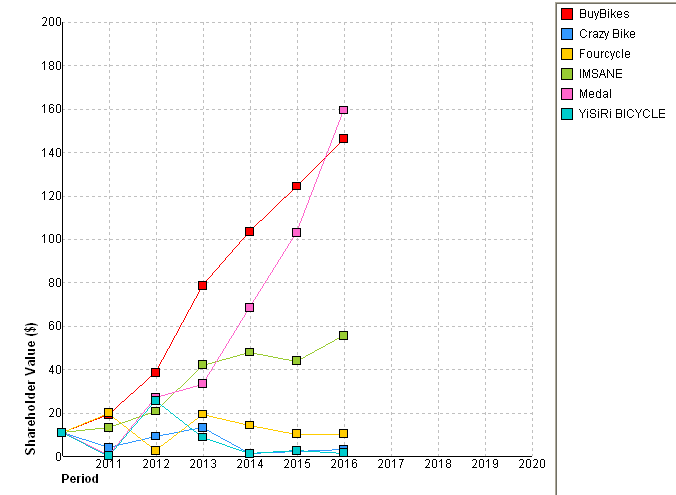 200
180
160
140
120
100
80
60
40
20
0
Shareholder Value ($)
2011 2012 2013 2014 2015 2016 2017 2018 2019 2020
Period
BuyBikes
Crazy Bike
Fourcycle
IMSANE
Medal
YiSiRi BICYCLE